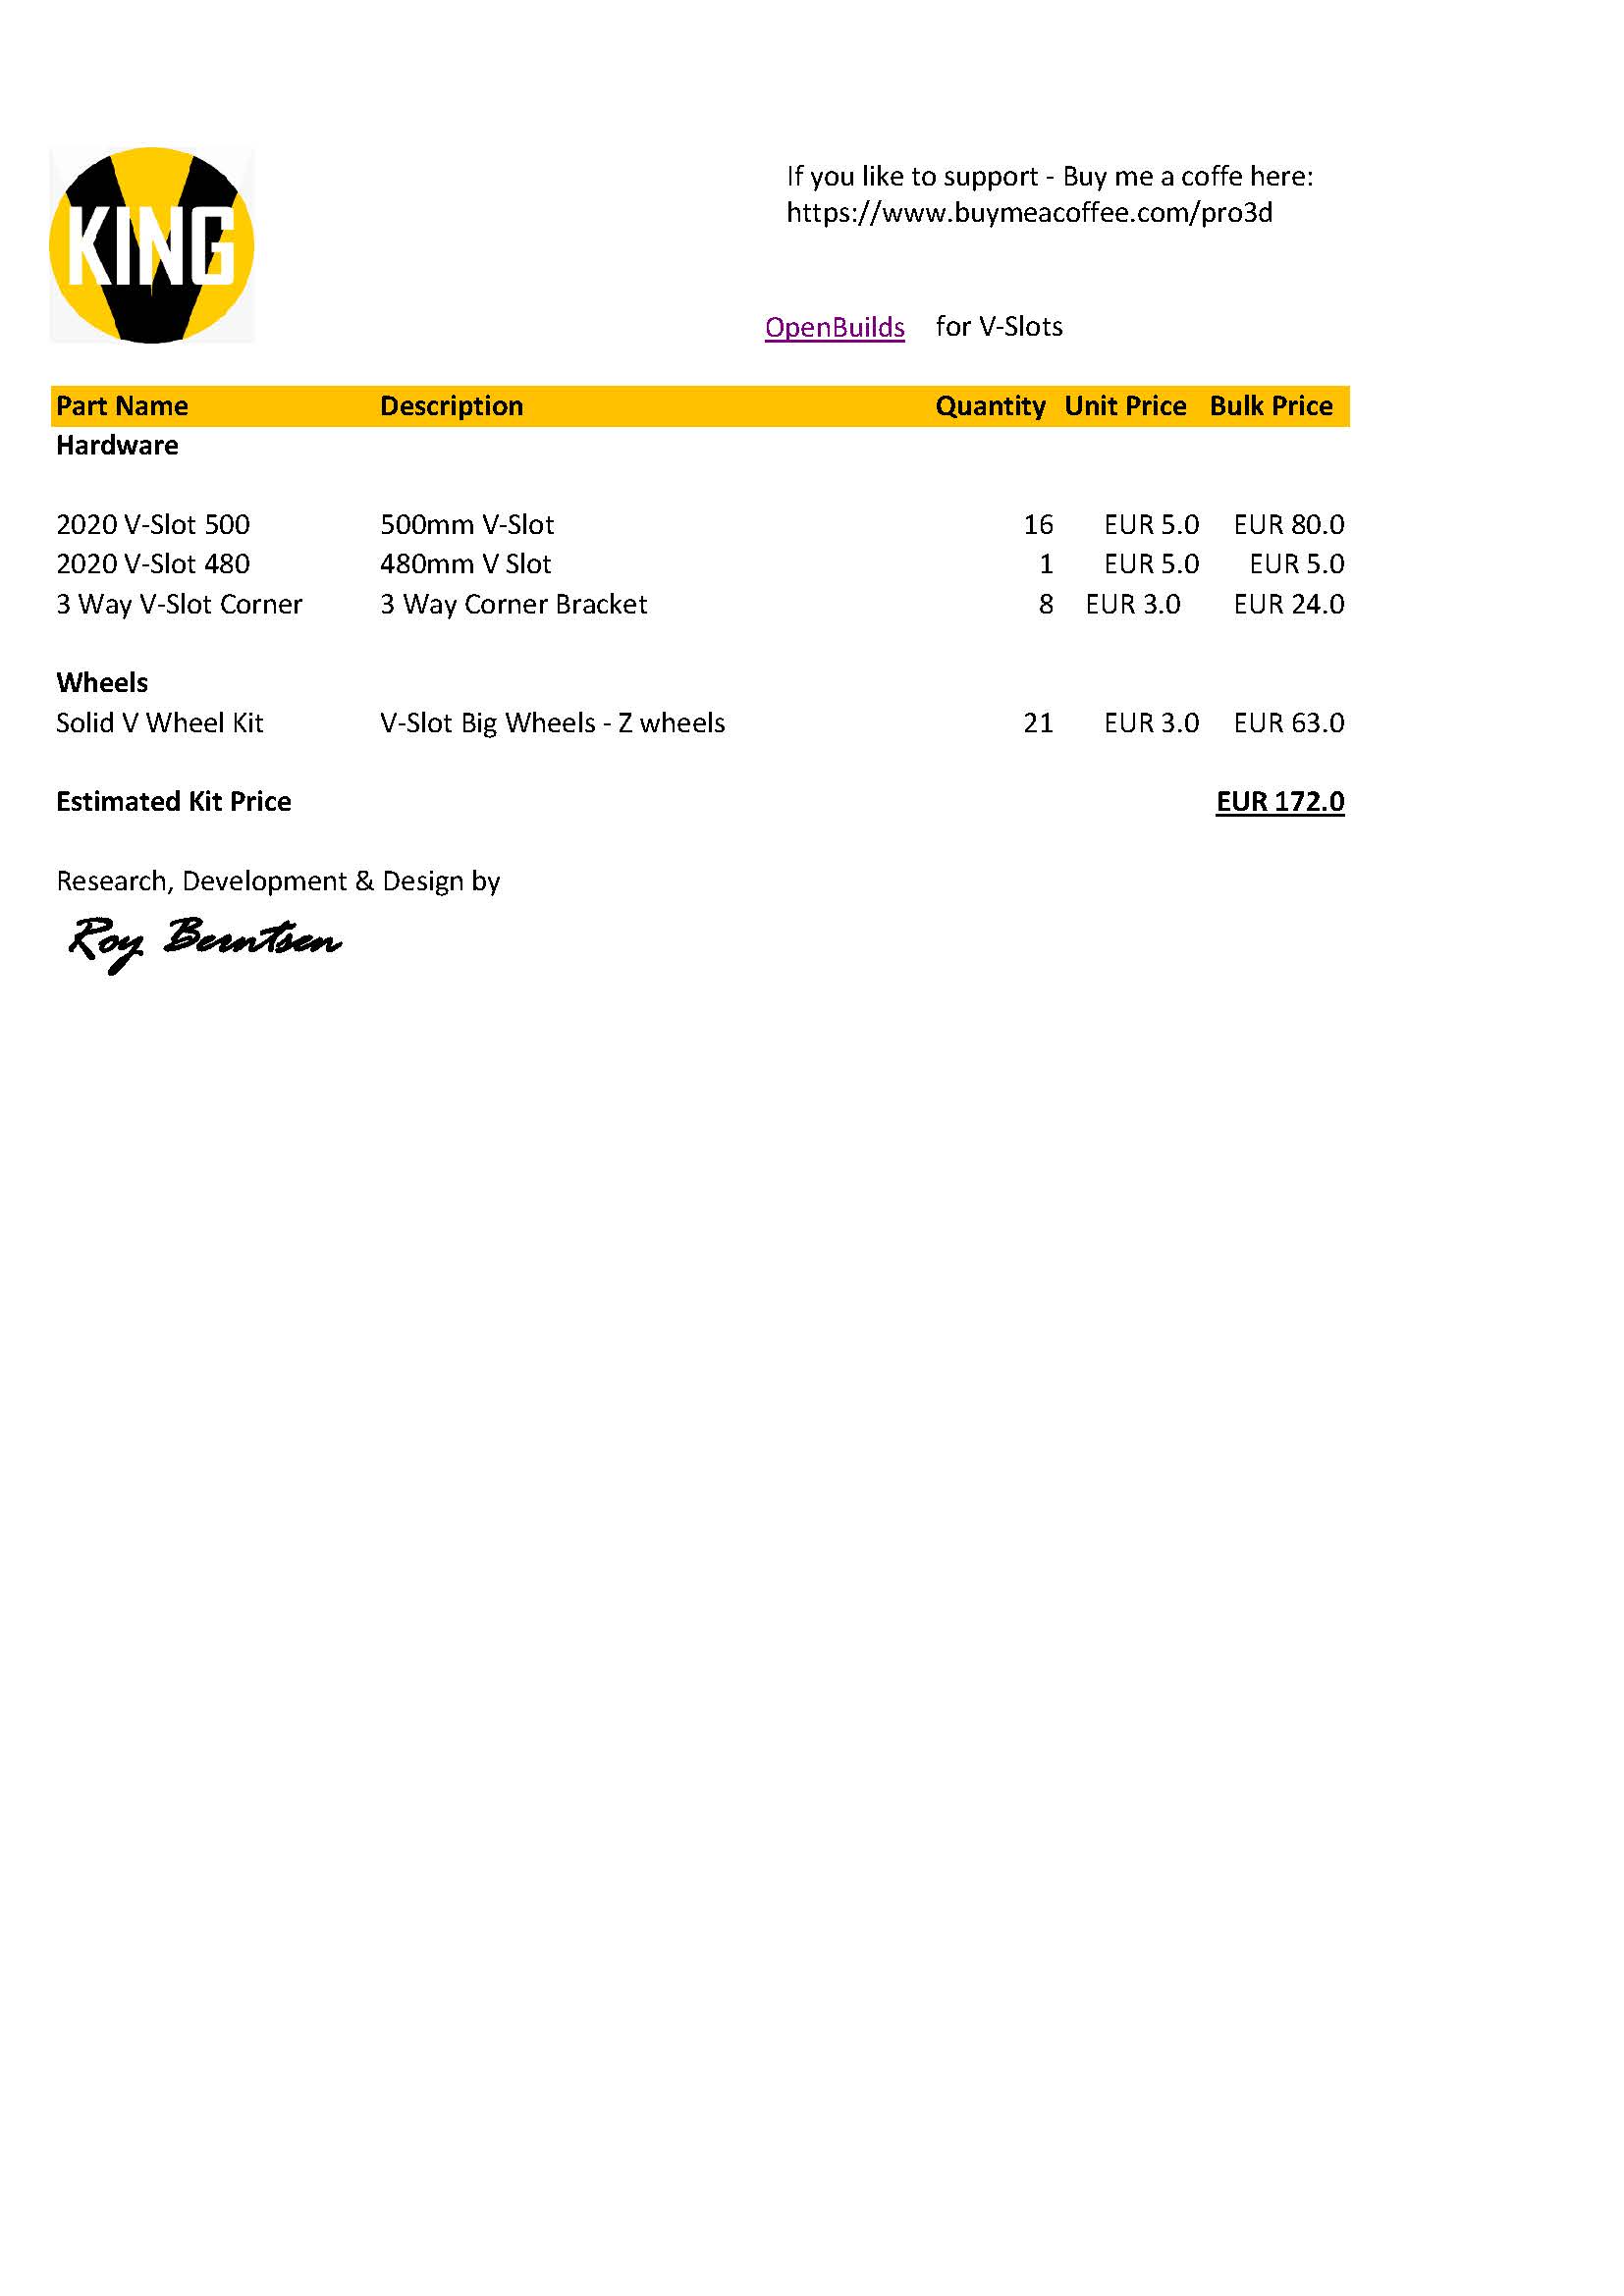 KING
If you like to support - Buy me a coffe here:
https://www.buymeacoffee.com/pro3d
OpenBuilds for V-Slots
Part Name Description Quantity Unit Price Bulk Price
Hardware
2020 V-Slot 500 500mm V-Slot 16 EUR 5.0 EUR 80.0
2020 V-Slot 480 480mm V Slot 1 EUR 5.0 EUR 5.0
3 Way V-Slot Corner 3 Way Corner Bracket 8 EUR 3.0 EUR 24.0
Wheels
Solid V Wheel Kit V-Slot Big Wheels - Z wheels 21 EUR 3.0 EUR 63.0
Estimated Kit Price EUR 172.0
Research, Development & Design by
Roy Berntsen